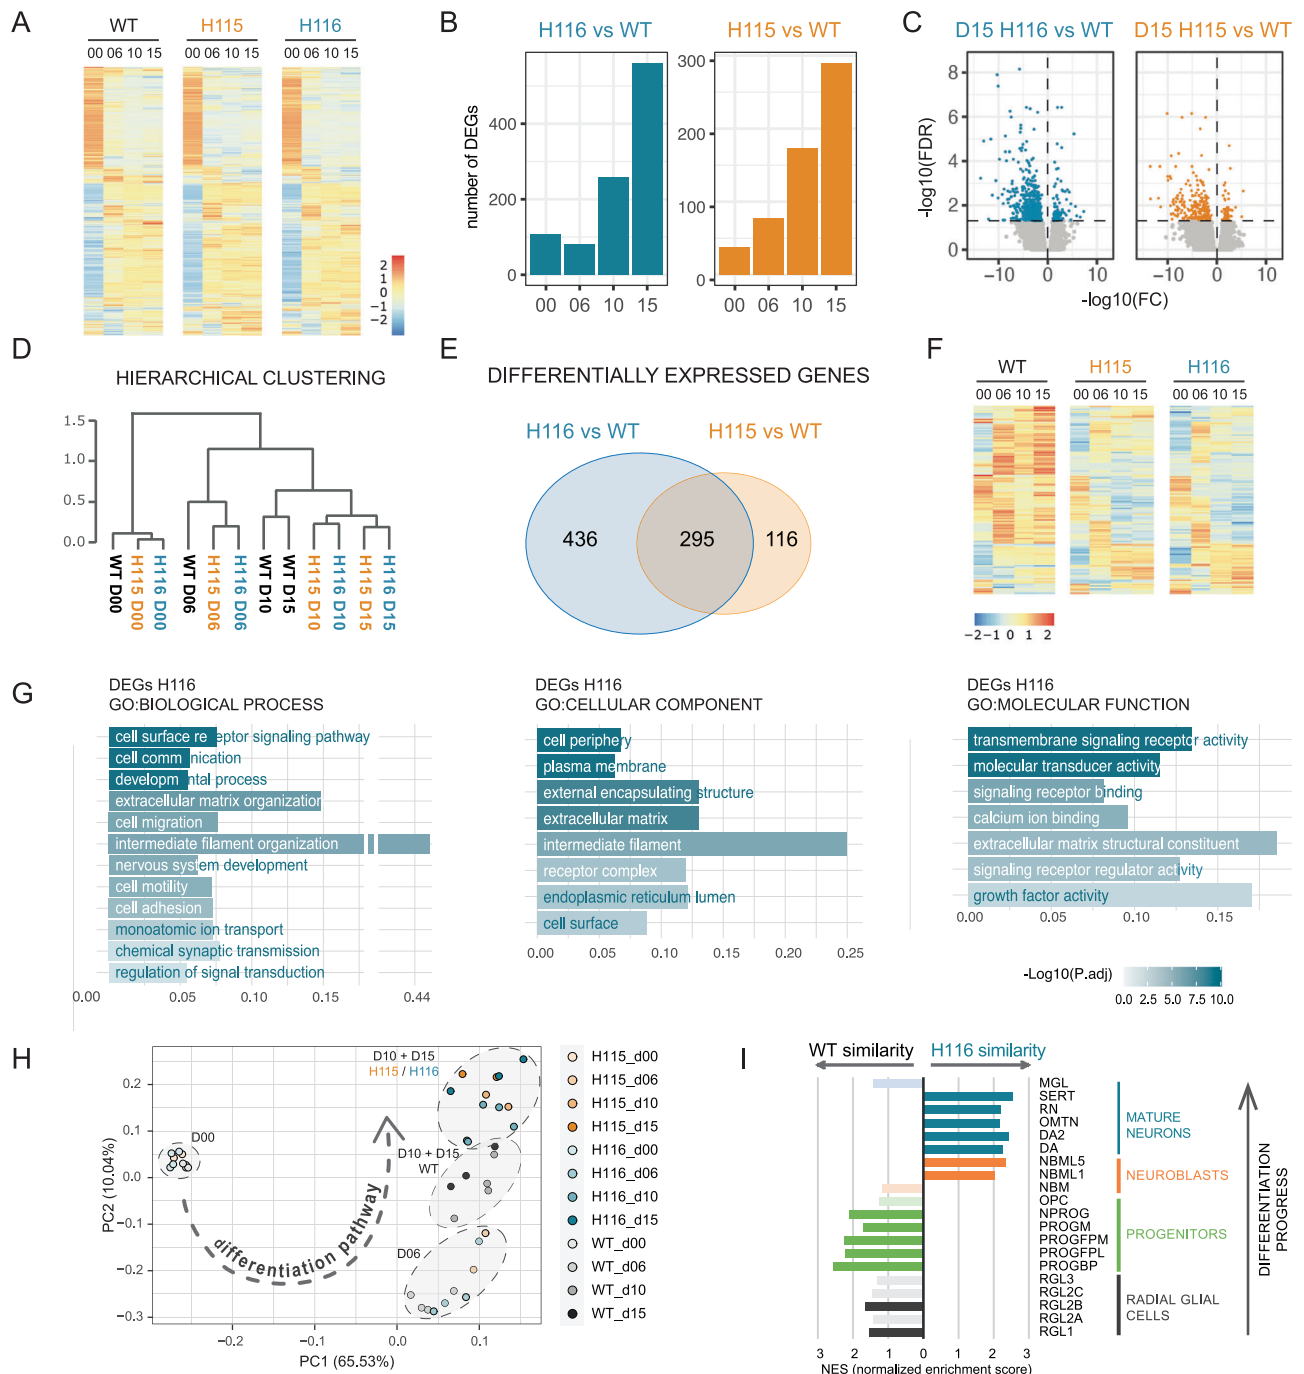 A
WT
H115
H116
00 06 10 15
00 06 10 15
00 06 10 15
2
1
0
−1
−2
B
H116 vs WT
H115 vs WT
number of DEGs
400
200
0
00 06 10 15
300
200
100
0
00 06 10 15
C
D15 H116 vs WT
D15 H115 vs WT
-log10(FDR)
8
6
4
2
0
−10 0 10
−10 0 10
-log10(FC)
D
HIERARCHICAL CLUSTERING
1.5
1.0
0.5
0.0
WT D00
H115 D00
H116 D00
WT D06
H115 D06
H116 D06
WT D10
WT D15
H115 D10
H116 D10
H115 D15
H116 D15
E
DIFFERENTIALLY EXPRESSED GENES
H116 vs WT
H115 vs WT
436
295
116
F
WT
H115
H116
00 06 10 15
00 06 10 15
00 06 10 15
−2 −1 0 1 2
G
DEGs H116
GO:BIOLOGICAL PROCESS
cell surface re eptor signaling pathway
cell comm nication
developm ntal process
extracellular matrix organization
cell migration
intermediate filament organization
nervous system development
cell motility
cell adhesion
monoatomic ion transport
chemical synaptic transmission
regulation of signal transduction
0.00 0.05 0.10 0.15 0.44
DEGs H116
GO:CELLULAR COMPONENT
cell periphery
plasma membrane
external encapsulating structure
extracellular matrix
intermediate filament
receptor complex
endoplasmic reticulum lumen
cell surface
0.00 0.05 0.10 0.15 0.20 0.25
DEGs H116
GO:MOLECULAR FUNCTION
transmembrane signaling receptor activity
molecular transducer activity
signaling receptor binding
calcium ion binding
extracellular matrix structural constituent
signaling receptor regulator activity
growth factor activity
0.00 0.05 0.10 0.15
-Log10(P.adj)
0.0 2.5 5.0 7.5 10.0
H
PC2 (10.04%)
0.2
0.1
0.0
−0.1
−0.2
−0.3
D00
D10 + D15
H115 / H116
D10 + D15
WT
D06
differentiation pathway
−0.2 −0.1 0.0 0.1
PC1 (65.53%)
H115_d00
H115_d06
H115_d10
H115_d15
H116_d00
H116_d06
H116_d10
H116_d15
WT_d00
WT_d06
WT_d10
WT_d15
I
WT similarity
H116 similarity
MGL
SERT
RN
OMTN
DA2
DA
NBML5
NBML1
NBM
OPC
NPROG
PROGM
PROGFPM
PROGFPL
PROGBP
RGL3
RGL2C
RGL2B
RGL2A
RGL1
MATURE
NEURONS
NEUROBLASTS
PROGENITORS
RADIAL GLIAL
CELLS
DIFFERENTIATION
PROGRESS
3 2 1 0 1 2 3
NES (normalized enrichment score)